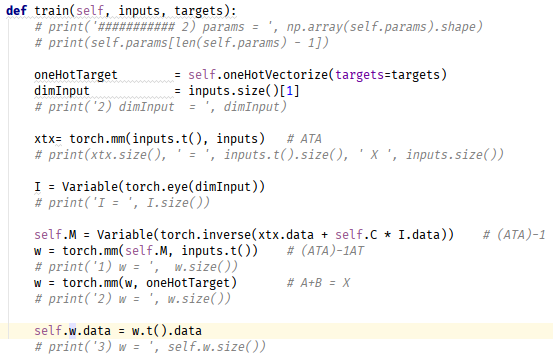 def train(self, inputs, targets):
# print('########### 2) params = ', np.array(self.params).shape)
# print(self.params[len(self.params) - 1])
oneHotTarget = self.oneHotVectorize(targets=targets)
dimInput = inputs.size()[1]
# print('2) dimInput = ', dimInput)
xtx= torch.mm(inputs.t(), inputs) # ATA
# print(xtx.size(), ' = ', inputs.t().size(), ' X ', inputs.size())
I = Variable(torch.eye(dimInput))
# print('I = ', I.size())
self.M = Variable(torch.inverse(xtx.data + self.C * I.data)) # (ATA)-1
w = torch.mm(self.M, inputs.t()) # (ATA)-1AT
# print('1) w = ', w.size())
w = torch.mm(w, oneHotTarget) # A+B = X
# print('2) w = ', w.size())
self.w.data = w.t().data
# print('3) w = ', self.w.size())